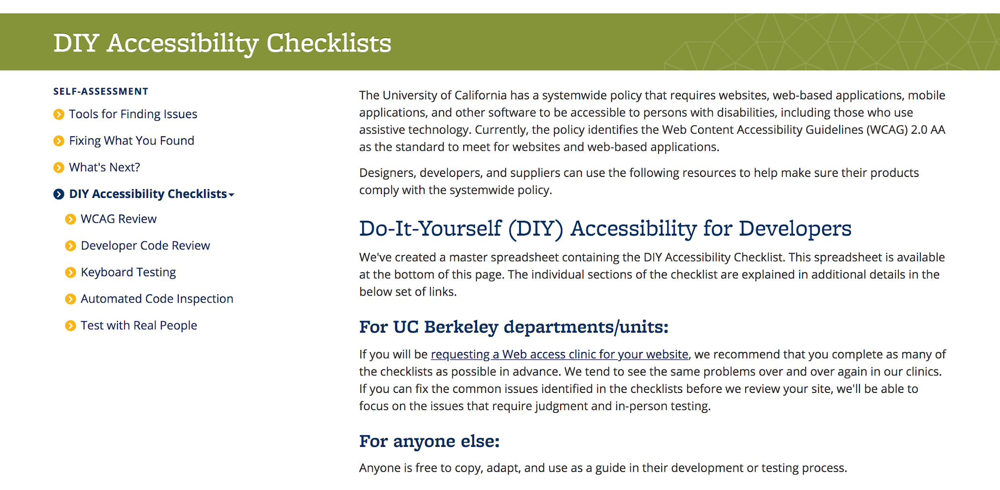 DIY Accessibility Checklists
SELF-ASSESSMENT
Tools for Finding Issues
Fixing What You Found
What's Next?
DIY Accessibility Checklists
WCAG Review
Developer Code Review
Keyboard Testing
Automated Code Inspection
Test with Real People
The University of California has a systemwide policy that requires websites, web-based applications, mobile
applications, and other software to be accessible to persons with disabilities, including those who use
assistive technology. Currently, the policy identifies the Web Content Accessibility Guidelines (WCAG) 2.0 AA
as the standard to meet for websites and web-based applications.
Designers, developers, and suppliers can use the following resources to help make sure their products
comply with the systemwide policy.
Do-It-Yourself (DIY) Accessibility for Developers
We've created a master spreadsheet containing the DIY Accessibility Checklist. This spreadsheet is available
at the bottom of this page. The individual sections of the checklist are explained in additional details in the
below set of links.
For UC Berkeley departments/units:
If you will be requesting a Web access clinic for your website, we recommend that you complete as many of
the checklists as possible in advance. We tend to see the same problems over and over again in our clinics.
If you can fix the common issues identified in the checklists before we review your site, we'll be able to
focus on the issues that require judgment and in-person testing.
For anyone else:
Anyone is free to copy, adapt, and use as a guide in their development or testing process.